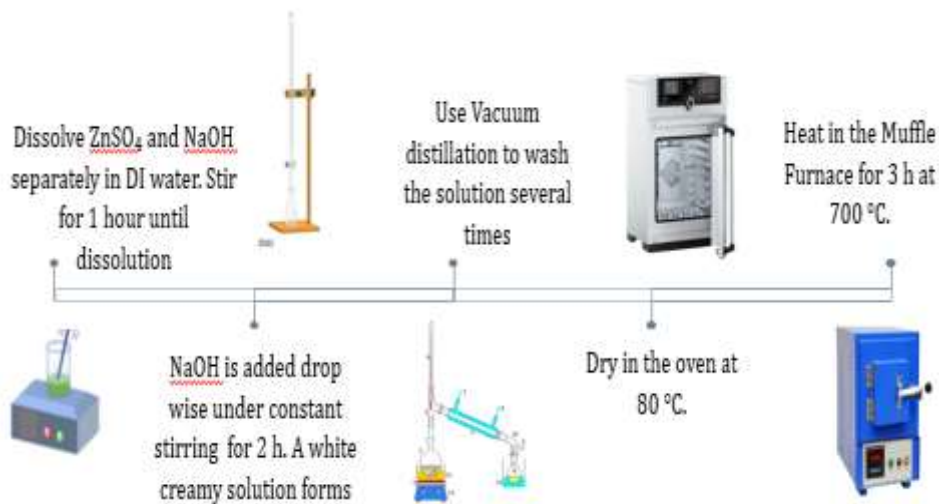 Dissolve ZnSO₄ and NaOH
separately in DI water. Stir
for 1 hour until
dissolution
NaOH is added drop
wise under constant
stirring for 2 h. A white
creamy solution forms
Use Vacuum
distillation to wash
the solution several
times
Dry in the oven at
80 °C.
Heat in the Muffle
Furnace for 3 h at
700 °C.